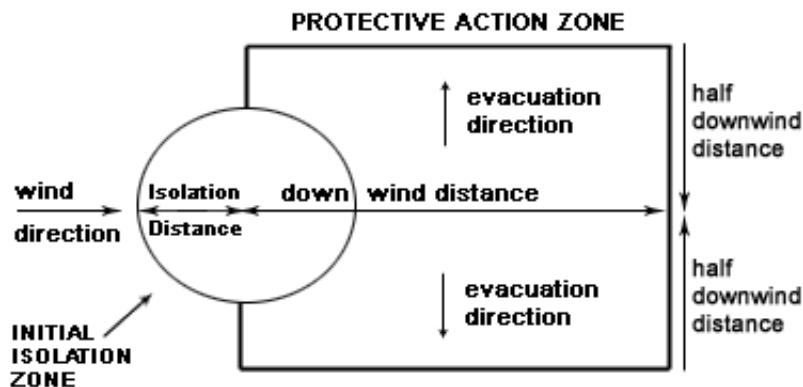 PROTECTIVE ACTION ZONE
evacuation
direction
half
downwind
distance
wind
direction
Isolation
Distance
down wind distance
evacuation
direction
half
downwind
distance
INITIAL
ISOLATION
ZONE